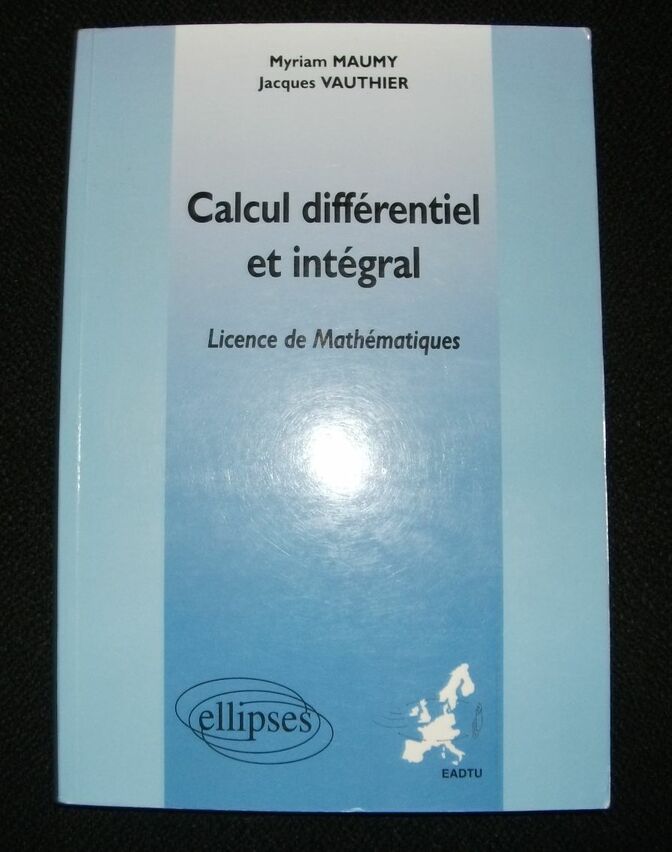 Myriam MAUMY
Jacques VAUTHIER
Calcul différentiel
et intégral
Licence de Mathématiques
ellipses
EADTU